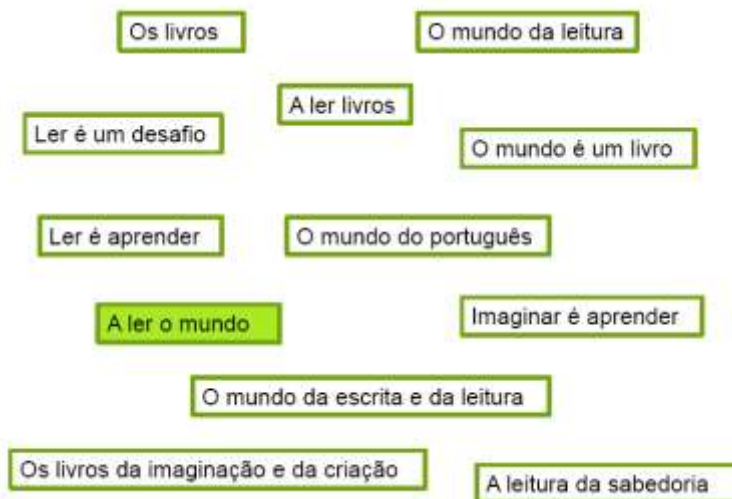 Os livros
O mundo da leitura
A ler livros
Ler é um desafio
O mundo é um livro
Ler é aprender
O mundo do português
A ler o mundo
Imaginar é aprender
O mundo da escrita e da leitura
Os livros da imaginação e da criação
A leitura da sabedoria